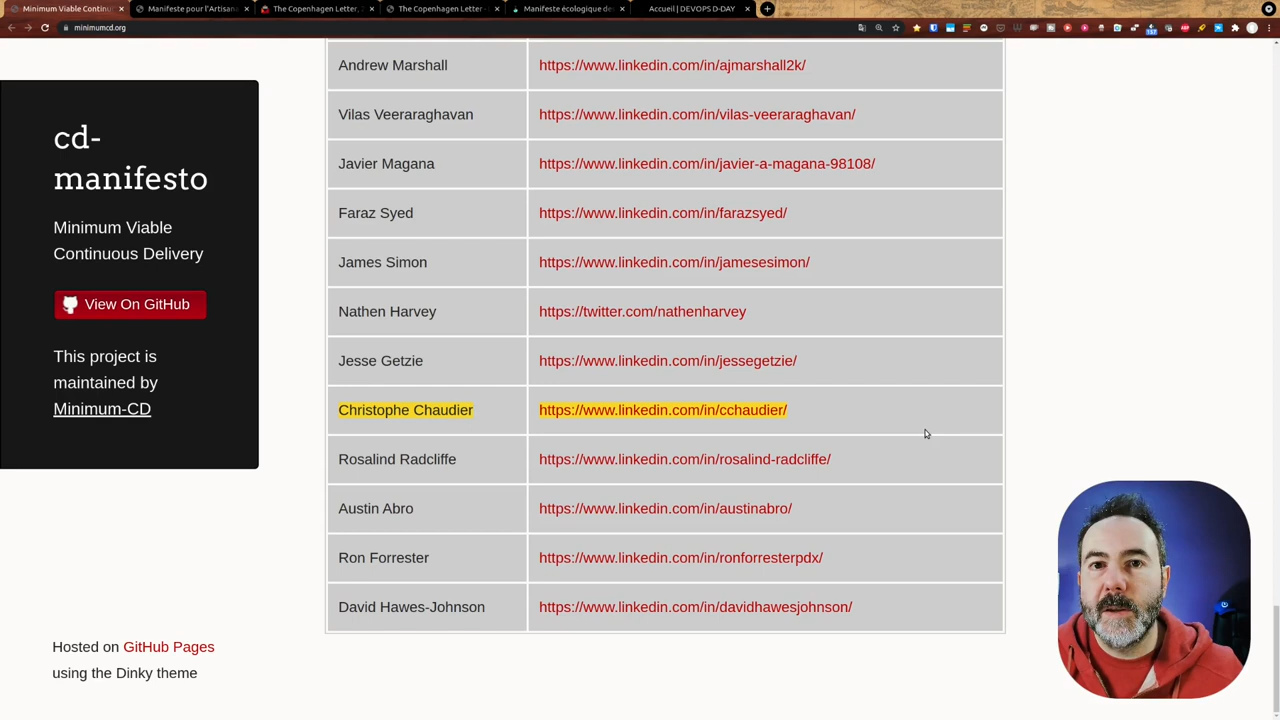 Minimum Viable Continu
Manifeste pour l'Artisana
The Copenhagen Letter, 
The Copenhagen Letter
Manifeste écologique de
Accueil | DEVOPS D-DAY
minimumcd.org
cd-
manifesto
Minimum Viable
Continuous Delivery
View On GitHub
This project is
maintained by
Minimum-CD
Hosted on GitHub Pages
using the Dinky theme
Andrew Marshall https://www.linkedin.com/in/ajmarshall2k/
Vilas Veeraraghavan https://www.linkedin.com/in/vilas-veeraraghavan/
Javier Magana https://www.linkedin.com/in/javier-a-magana-98108/
Faraz Syed https://www.linkedin.com/in/farazsyed/
James Simon https://www.linkedin.com/in/jamesesimon/
Nathen Harvey https://twitter.com/nathenharvey
Jesse Getzie https://www.linkedin.com/in/jessegetzie/
Christophe Chaudier https://www.linkedin.com/in/cchaudier/
Rosalind Radcliffe https://www.linkedin.com/in/rosalind-radcliffe/
Austin Abro https://www.linkedin.com/in/austinabro/
Ron Forrester https://www.linkedin.com/in/ronforresterpdx/
David Hawes-Johnson https://www.linkedin.com/in/davidhawesjohnson/